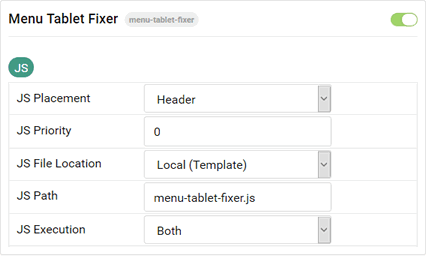 Menu Tablet Fixer menu-tablet-fixer
JS
JS Placement Header
JS Priority 0
JS File Location Local (Template)
JS Path menu-tablet-fixer.js
JS Execution Both